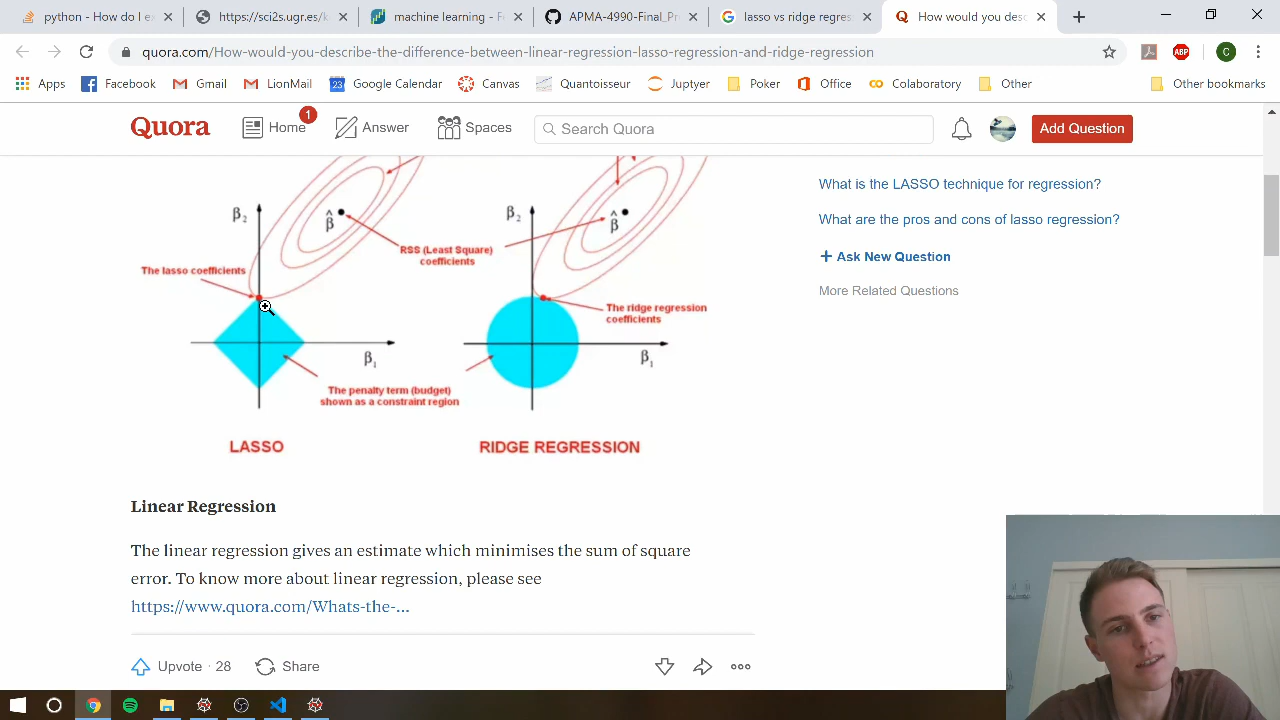 python - How do I e
https://sci2s.ugr.es/k
machine learning - F
APMA-4990-Final_Pr
lasso vs ridge regres
How would you desc
quora.com/How-would-you-describe-the-difference-between-linear-regression-lasso-regression-and-ridge-regression
ABP
C
Apps
Facebook
Gmail
LionMail
23
Google Calendar
Canvas
Quantoisseur
Juptyer
Poker
Office
Colaboratory
Other
Other bookmarks
Quora
1
Home
Answer
Spaces
Search Quora
Add Question
β2
β̂
The lasso coefficients
RSS (Least Square)
coefficients
β1
β2
β̂
The ridge regression
coefficients
β1
The penalty term (budget)
shown as a constraint region
LASSO
RIDGE REGRESSION
What is the LASSO technique for regression?
What are the pros and cons of lasso regression?
+ Ask New Question
More Related Questions
Linear Regression
The linear regression gives an estimate which minimises the sum of square
error. To know more about linear regression, please see
https://www.quora.com/Whats-the-...
Upvote · 28
Share